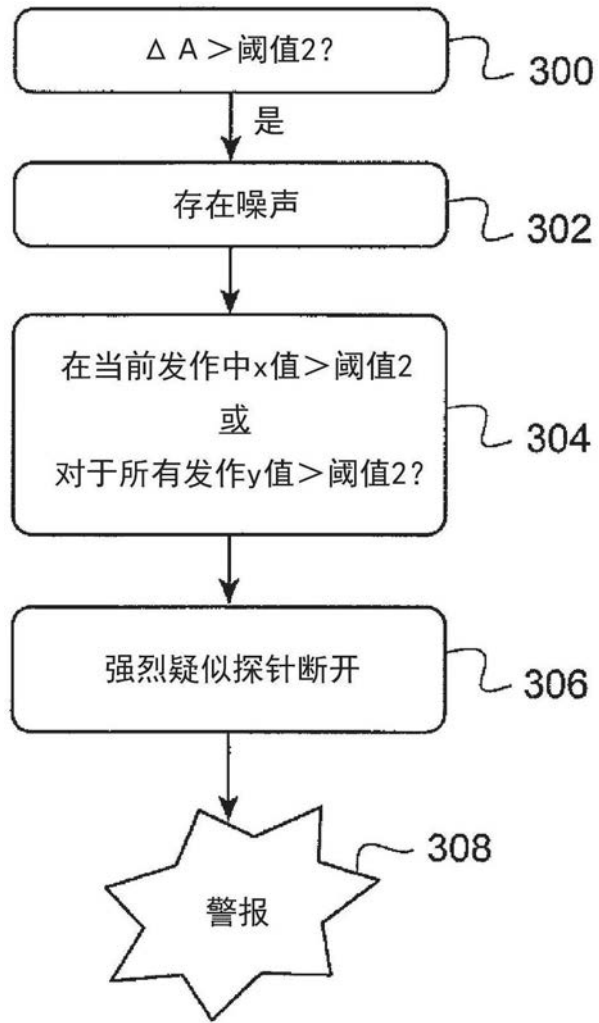 △ A＞阈值2?
300
是
存在噪声
302
在当前发作中x值＞阈值2
或
对于所有发作y值＞阈值2?
304
强烈疑似探针断开
306
警报
308